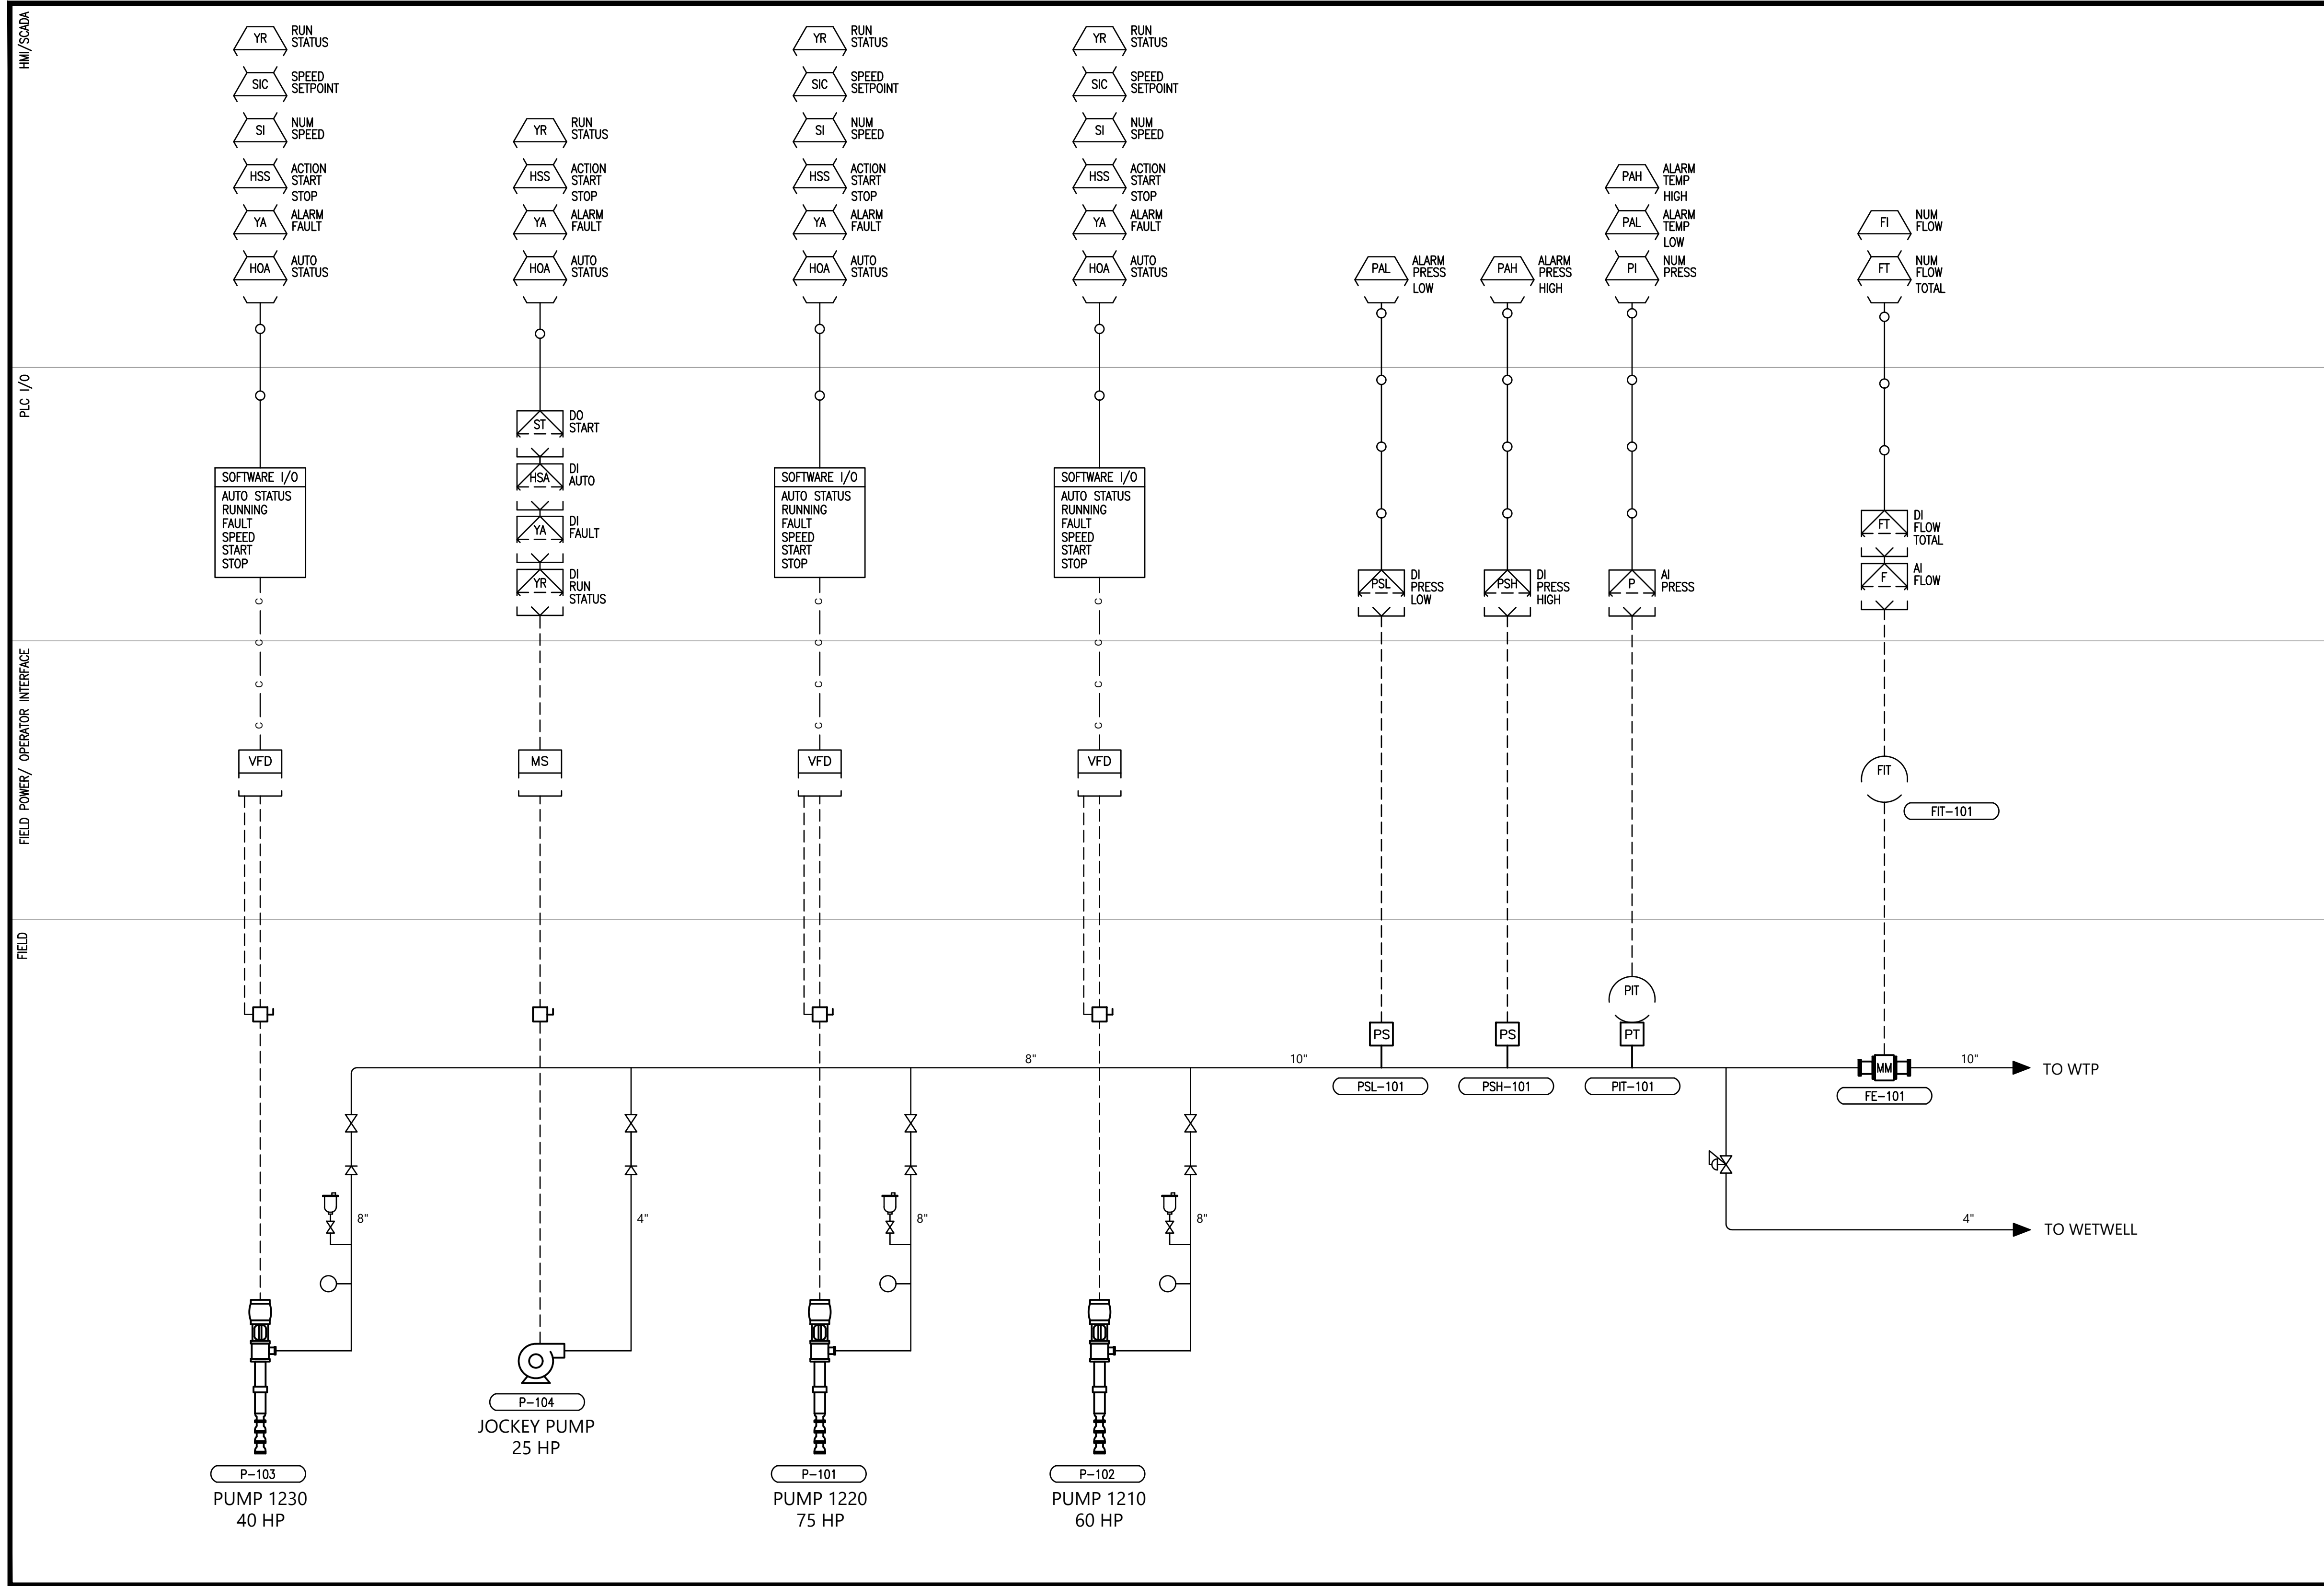 HMI/SCADA
YR
RUN
STATUS
SIC
SPEED
SETPOINT
SI
NUM
SPEED
HSS
ACTION
START
STOP
YA
ALARM
FAULT
HOA
AUTO
STATUS
YR
RUN
STATUS
HSS
ACTION
START
STOP
YA
ALARM
FAULT
HOA
AUTO
STATUS
YR
RUN
STATUS
SIC
SPEED
SETPOINT
SI
NUM
SPEED
HSS
ACTION
START
STOP
YA
ALARM
FAULT
HOA
AUTO
STATUS
YR
RUN
STATUS
SIC
SPEED
SETPOINT
SI
NUM
SPEED
HSS
ACTION
START
STOP
YA
ALARM
FAULT
HOA
AUTO
STATUS
PAL
ALARM
PRESS
LOW
PAH
ALARM
PRESS
HIGH
PAH
ALARM
TEMP
HIGH
PAL
ALARM
TEMP
LOW
PI
NUM
PRESS
FI
NUM
FLOW
FT
NUM
FLOW
TOTAL
PLC I/O
SOFTWARE I/O
AUTO STATUS
RUNNING
FAULT
SPEED
START
STOP
C
ST
DO
START
HSA
DI
AUTO
YA
DI
FAULT
YR
DI
RUN
STATUS
SOFTWARE I/O
AUTO STATUS
RUNNING
FAULT
SPEED
START
STOP
C
SOFTWARE I/O
AUTO STATUS
RUNNING
FAULT
SPEED
START
STOP
C
PSL
DI
PRESS
LOW
PSH
DI
PRESS
HIGH
P
AI
PRESS
FT
DI
FLOW
TOTAL
F
AI
FLOW
FIELD POWER/ OPERATOR INTERFACE
C
C
C
VFD
MS
C
C
C
VFD
C
C
C
VFD
FIT
FIT-101
FIELD
PIT
PS
PS
PT
8"
10"
MM
10"
TO WTP
PSL-101
PSH-101
PIT-101
FE-101
8"
4"
8"
8"
4"
TO WETWELL
P-104
JOCKEY PUMP
25 HP
P-103
PUMP 1230
40 HP
P-101
PUMP 1220
75 HP
P-102
PUMP 1210
60 HP